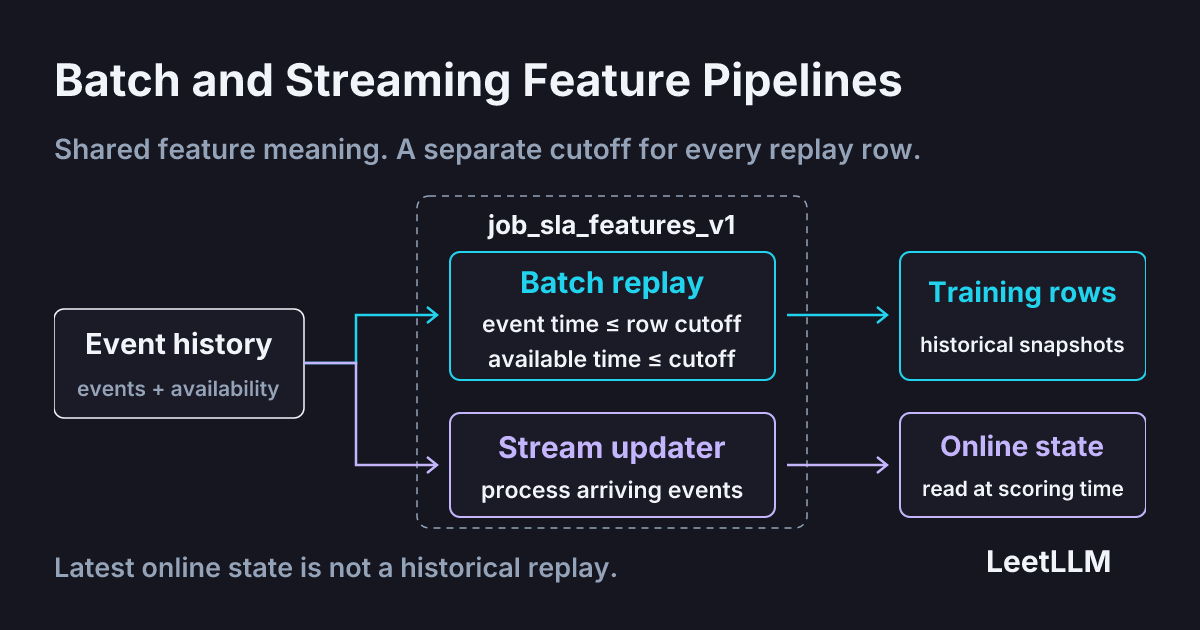 Batch and Streaming Feature Pipelines
Shared feature meaning. A separate cutoff for every replay row.
job_sla_features_v1
Event history
events + availability
Batch replay
event time ≤ row cutoff
available time ≤ cutoff
Training rows
historical snapshots
Stream updater
process arriving events
Online state
read at scoring time
Latest online state is not a historical replay.
LeetLLM